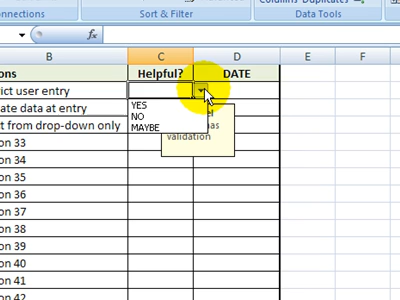 Columns Duplicates
Sort & Filter
Data Tools
fx
B C D E F
ons Helpful? DATE
ict user entry
ate data at entry
YES
NO
MAYBE
el
has
validation
t from drop-down only
on 33
on 34
on 35
on 36
on 37
on 38
on 39
on 40
on 41
on 42